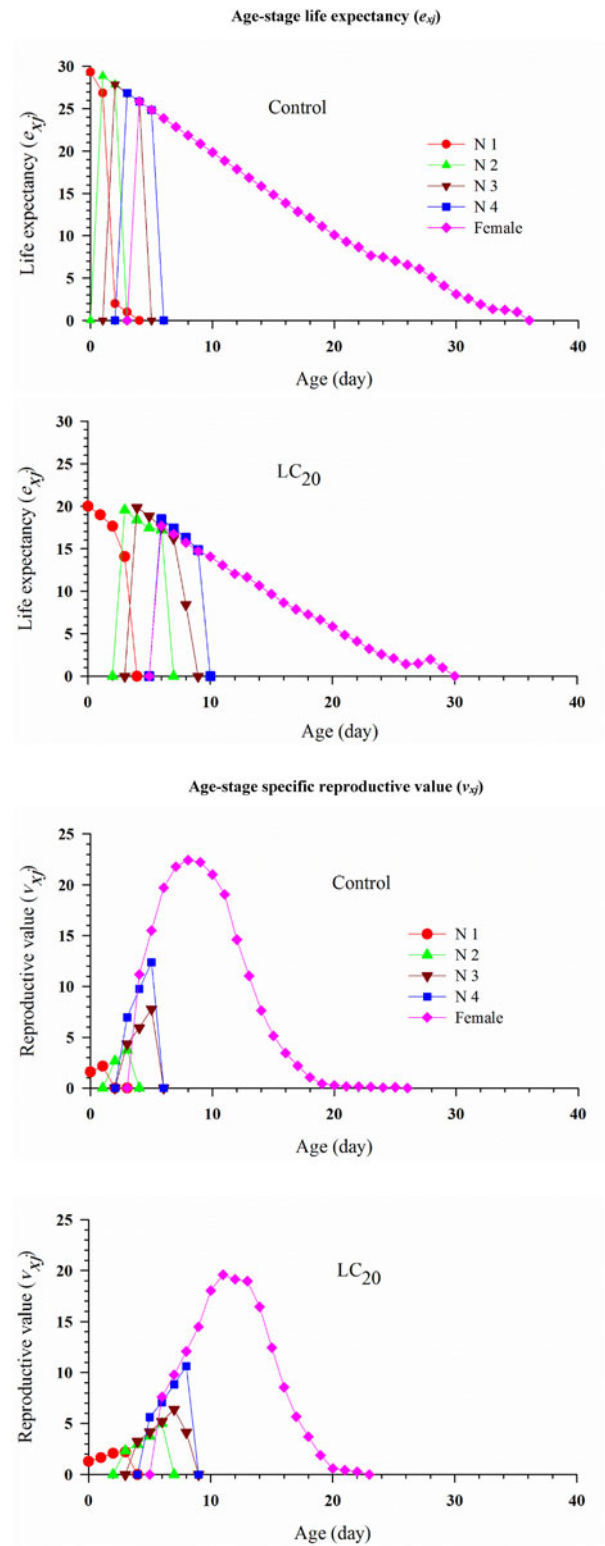 Age-stage life expectancy (exj)
Control
Life expectancy (exj)
30
25
20
15
10
5
0
N 1
N 2
N 3
N 4
Female
0 10 20 30 40
Age (day)
LC20
Life expectancy (exj)
30
25
20
15
10
5
0
0 10 20 30 40
Age (day)
Age-stage specific reproductive value (vxj)
Control
Reproductive value (vxj)
25
20
15
10
5
0
N 1
N 2
N 3
N 4
Female
0 10 20 30 40
Age (day)
LC20
Reproductive value (vxj)
25
20
15
10
5
0
0 10 20 30 40
Age (day)